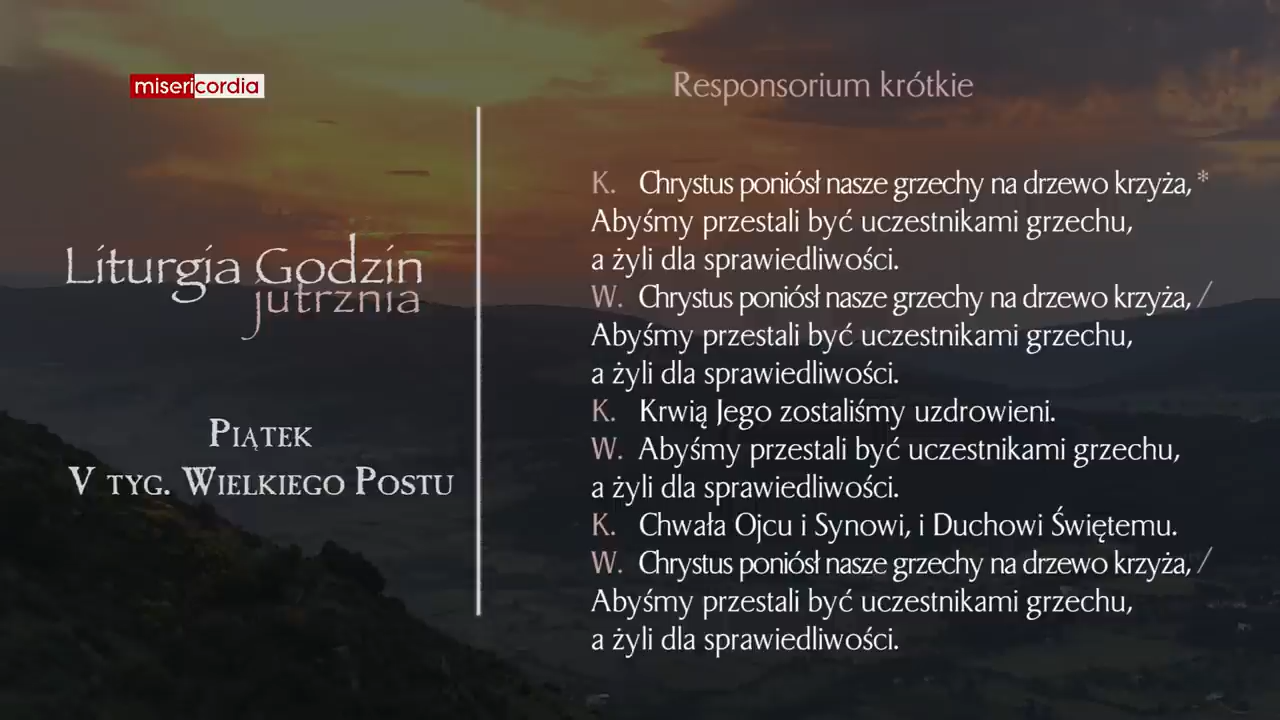 misericordia
Liturgia Godzin
jutrznia
Piątek
V tyg. Wielkiego Postu
Responsorium krótkie
K. Chrystus poniósł nasze grzechy na drzewo krzyża, *
Abyśmy przestali być uczestnikami grzechu,
a żyli dla sprawiedliwości.
W. Chrystus poniósł nasze grzechy na drzewo krzyża, /
Abyśmy przestali być uczestnikami grzechu,
a żyli dla sprawiedliwości.
K. Krwią Jego zostaliśmy uzdrowieni.
W. Abyśmy przestali być uczestnikami grzechu,
a żyli dla sprawiedliwości.
K. Chwała Ojcu i Synowi, i Duchowi Świętemu.
W. Chrystus poniósł nasze grzechy na drzewo krzyża, /
Abyśmy przestali być uczestnikami grzechu,
a żyli dla sprawiedliwości.